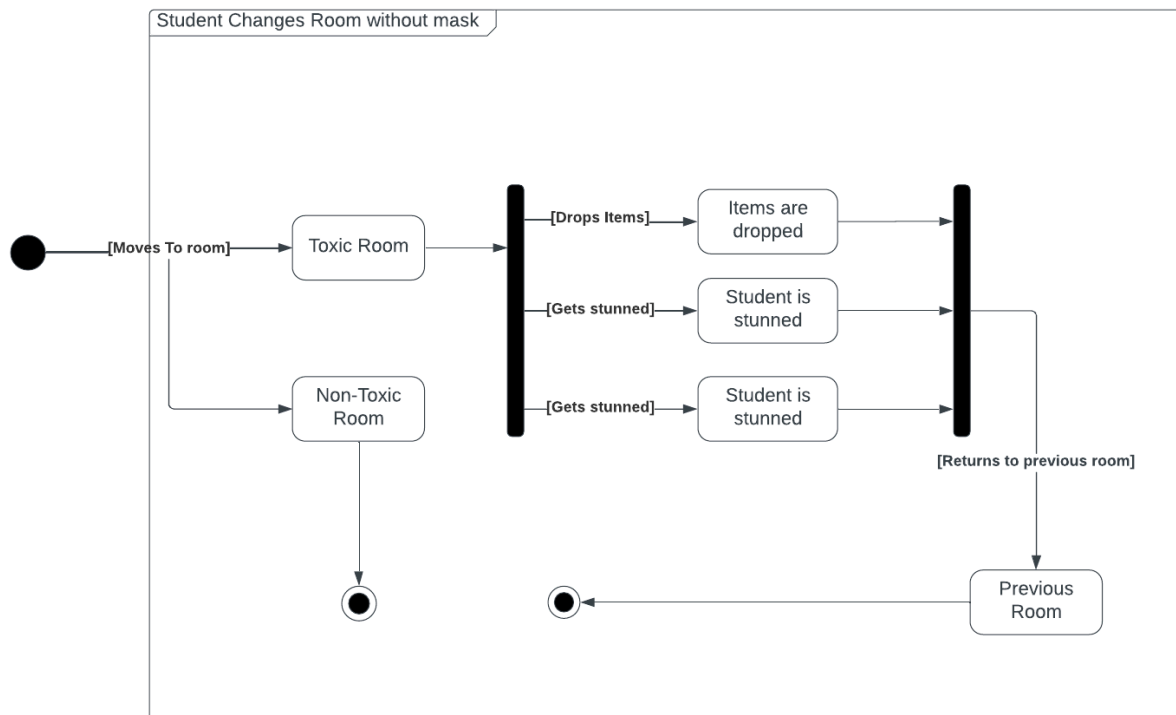 Student Changes Room without mask
[Drops Items]
Items are
dropped
[Moves To room]
Toxic Room
[Gets stunned]
Student is
stunned
Non-Toxic
Room
[Gets stunned]
Student is
stunned
[Returns to previous room]
Previous
Room